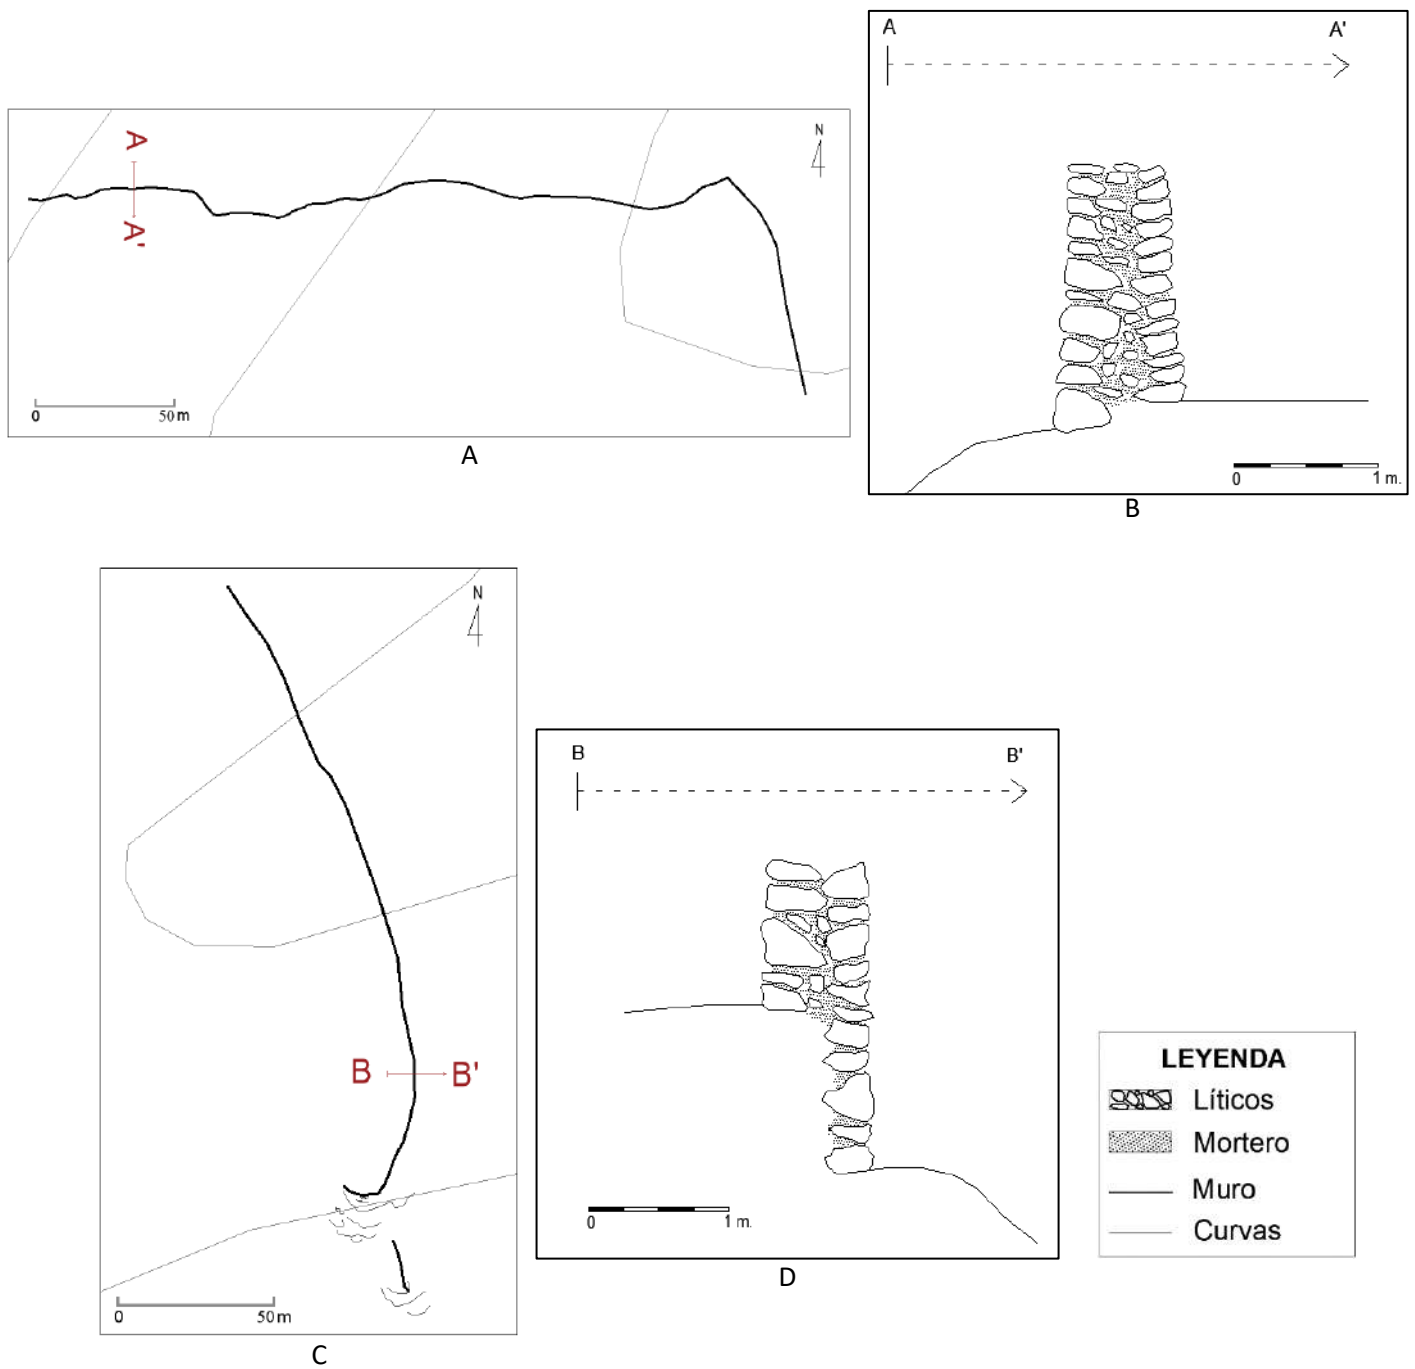 A
A'
N
0 50 m
A
A A'
0 1 m.
B
N
B B'
0 50 m
C
B B'
0 1 m.
D
LEYENDA
Líticos
Mortero
Muro
Curvas